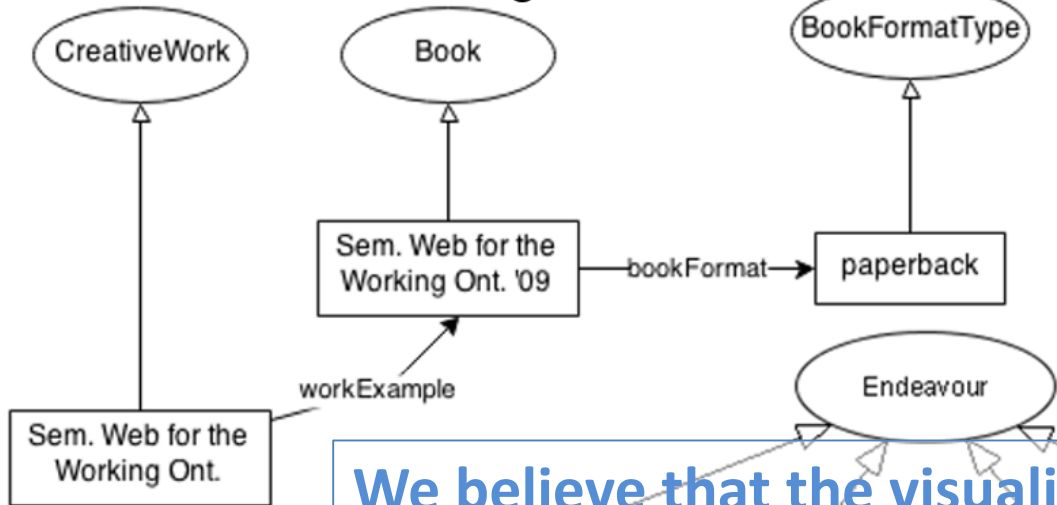 CreativeWork
Book
BookFormatType
Sem. Web for the
Working Ont. '09
bookFormat
paperback
workExample
Endeavour
Sem. Web for the
Working Ont.
We believe that the visuali